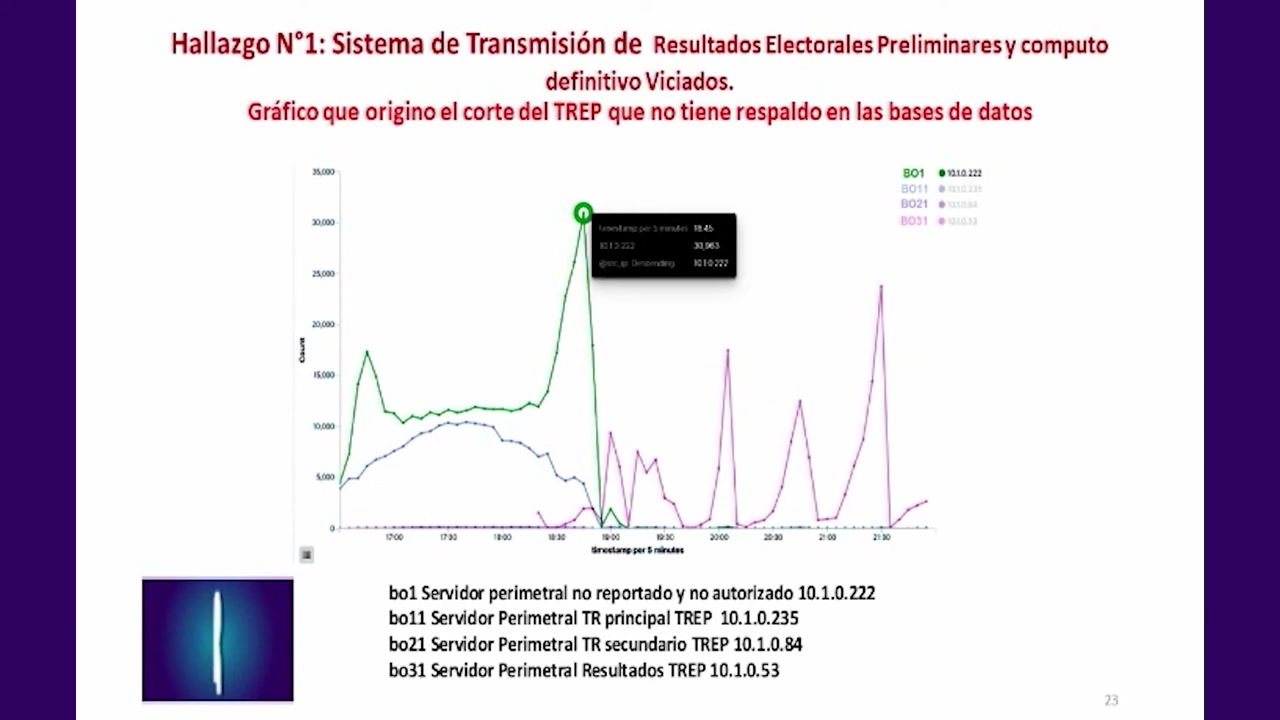 Hallazgo N°1: Sistema de Transmisión de Resultados Electorales Preliminares y computo
definitivo Viciados.
Gráfico que origino el corte del TREP que no tiene respaldo en las bases de datos
35,000
30,000
25,000
20,000
15,000
10,000
5,000
0
Count
BO1 10.1.0.222
BO11 10.1.0.235
BO21 10.1.0.84
BO31 10.1.0.53
timestamp per 5 minutes 18:45
10.1.0.222 30,963
@src_ip: Descending 10.1.0.222
17:00 17:30 18:00 18:30 19:00 19:30 20:00 20:30 21:00 21:30
timestamp per 5 minutes
bo1 Servidor perimetral no reportado y no autorizado 10.1.0.222
bo11 Servidor Perimetral TR principal TREP 10.1.0.235
bo21 Servidor Perimetral TR secundario TREP 10.1.0.84
bo31 Servidor Perimetral Resultados TREP 10.1.0.53
23